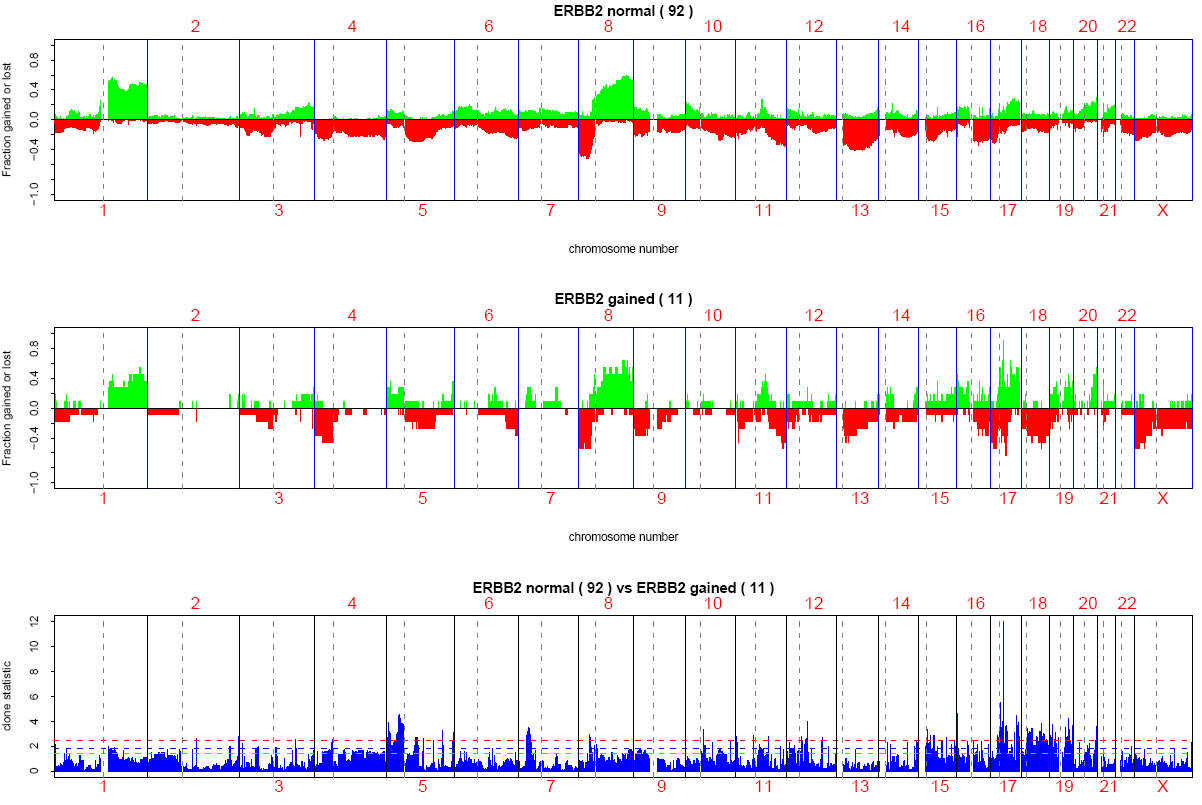 ERBB2 normal ( 92 )
2 4 6 8 10 12 14 16 18 20 22
Fraction gained or lost
0.8
0.4
0.0
−0.4
−1.0
1 3 5 7 9 11 13 15 17 19 21 X
chromosome number
ERBB2 gained ( 11 )
2 4 6 8 10 12 14 16 18 20 22
Fraction gained or lost
0.8
0.4
0.0
−0.4
−1.0
1 3 5 7 9 11 13 15 17 19 21 X
chromosome number
ERBB2 normal ( 92 ) vs ERBB2 gained ( 11 )
2 4 6 8 10 12 14 16 18 20 22
clone statistic
12
10
8
6
4
2
0
1 3 5 7 9 11 13 15 17 19 21 X